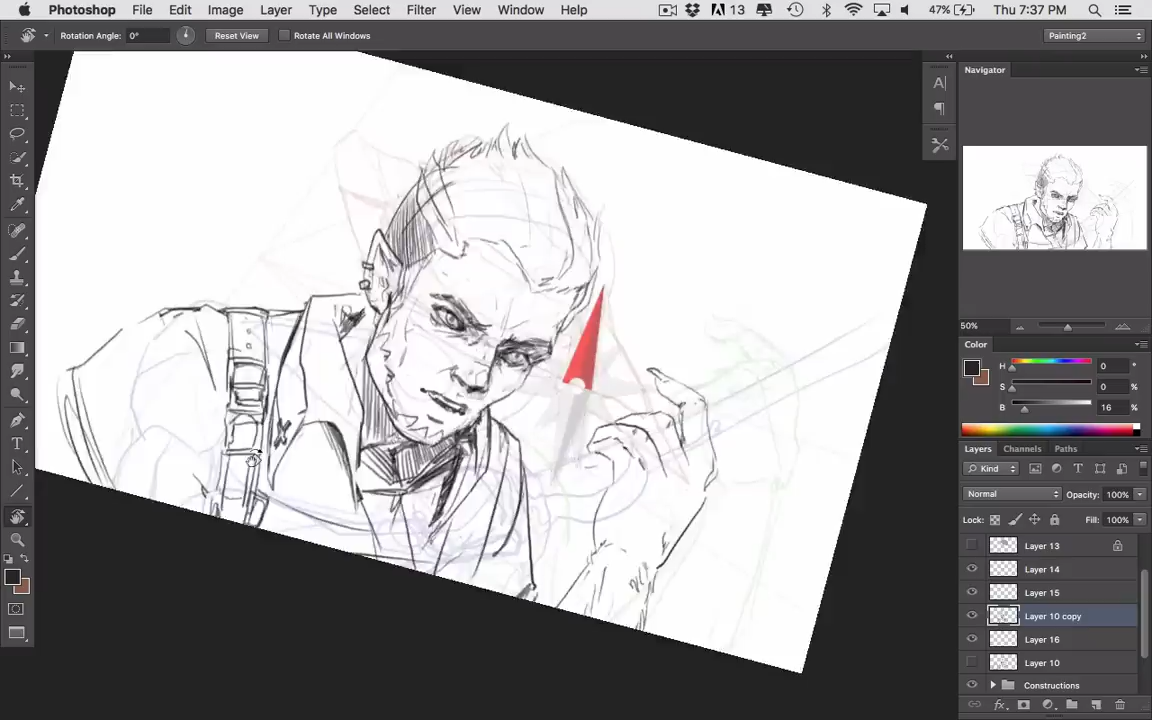 Photoshop File Edit Image Layer Type Select Filter View Window Help 13 47% Thu 7:37 PM
Rotation Angle: 0° Reset View Rotate All Windows Painting2
Navigator
50%
Color
H 0 °
S 0 %
B 16 %
Layers Channels Paths
Kind
Normal Opacity: 100%
Lock: Fill: 100%
Layer 13
Layer 14
Layer 15
Layer 10 copy
Layer 16
Layer 10
Constructions